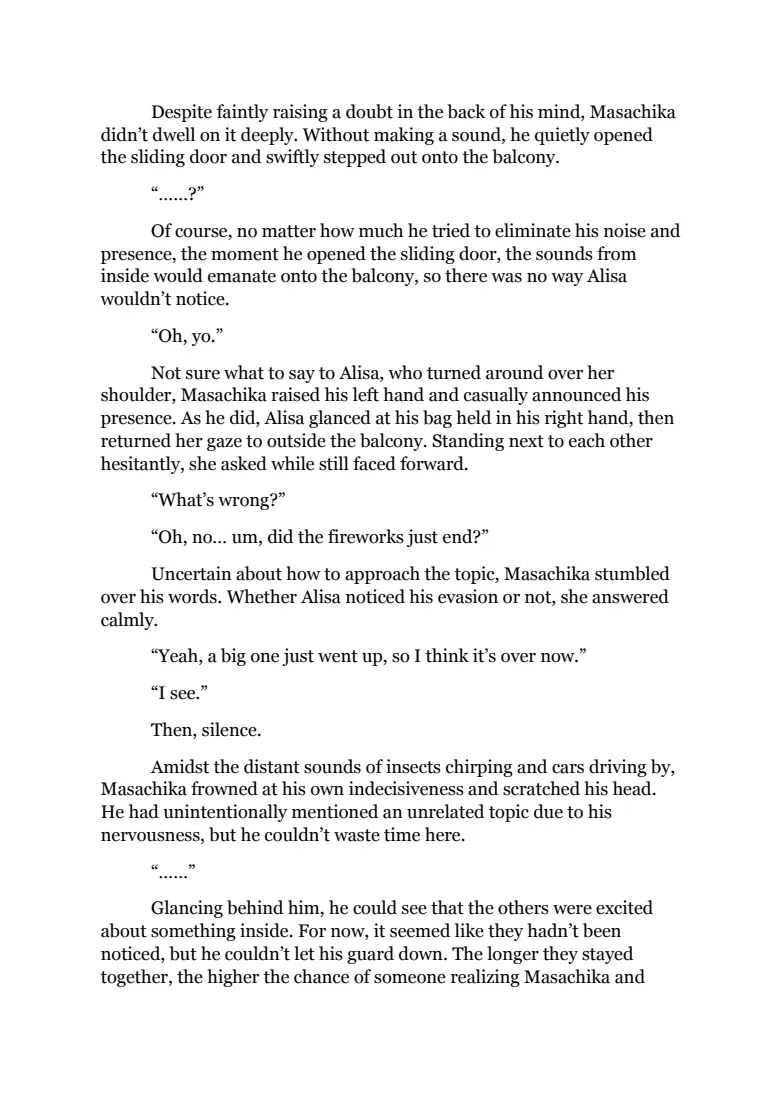 Despite faintly raising a doubt in the back of his mind, Masachika
didn’t dwell on it deeply. Without making a sound, he quietly opened
the sliding door and swiftly stepped out onto the balcony.
“……?”
Of course, no matter how much he tried to eliminate his noise and
presence, the moment he opened the sliding door, the sounds from
inside would emanate onto the balcony, so there was no way Alisa
wouldn’t notice.
“Oh, yo.”
Not sure what to say to Alisa, who turned around over her
shoulder, Masachika raised his left hand and casually announced his
presence. As he did, Alisa glanced at his bag held in his right hand, then
returned her gaze to outside the balcony. Standing next to each other
hesitantly, she asked while still faced forward.
“What’s wrong?”
“Oh, no… um, did the fireworks just end?”
Uncertain about how to approach the topic, Masachika stumbled
over his words. Whether Alisa noticed his evasion or not, she answered
calmly.
“Yeah, a big one just went up, so I think it’s over now.”
“I see.”
Then, silence.
Amidst the distant sounds of insects chirping and cars driving by,
Masachika frowned at his own indecisiveness and scratched his head.
He had unintentionally mentioned an unrelated topic due to his
nervousness, but he couldn’t waste time here.
“……”
Glancing behind him, he could see that the others were excited
about something inside. For now, it seemed like they hadn’t been
noticed, but he couldn’t let his guard down. The longer they stayed
together, the higher the chance of someone realizing Masachika and